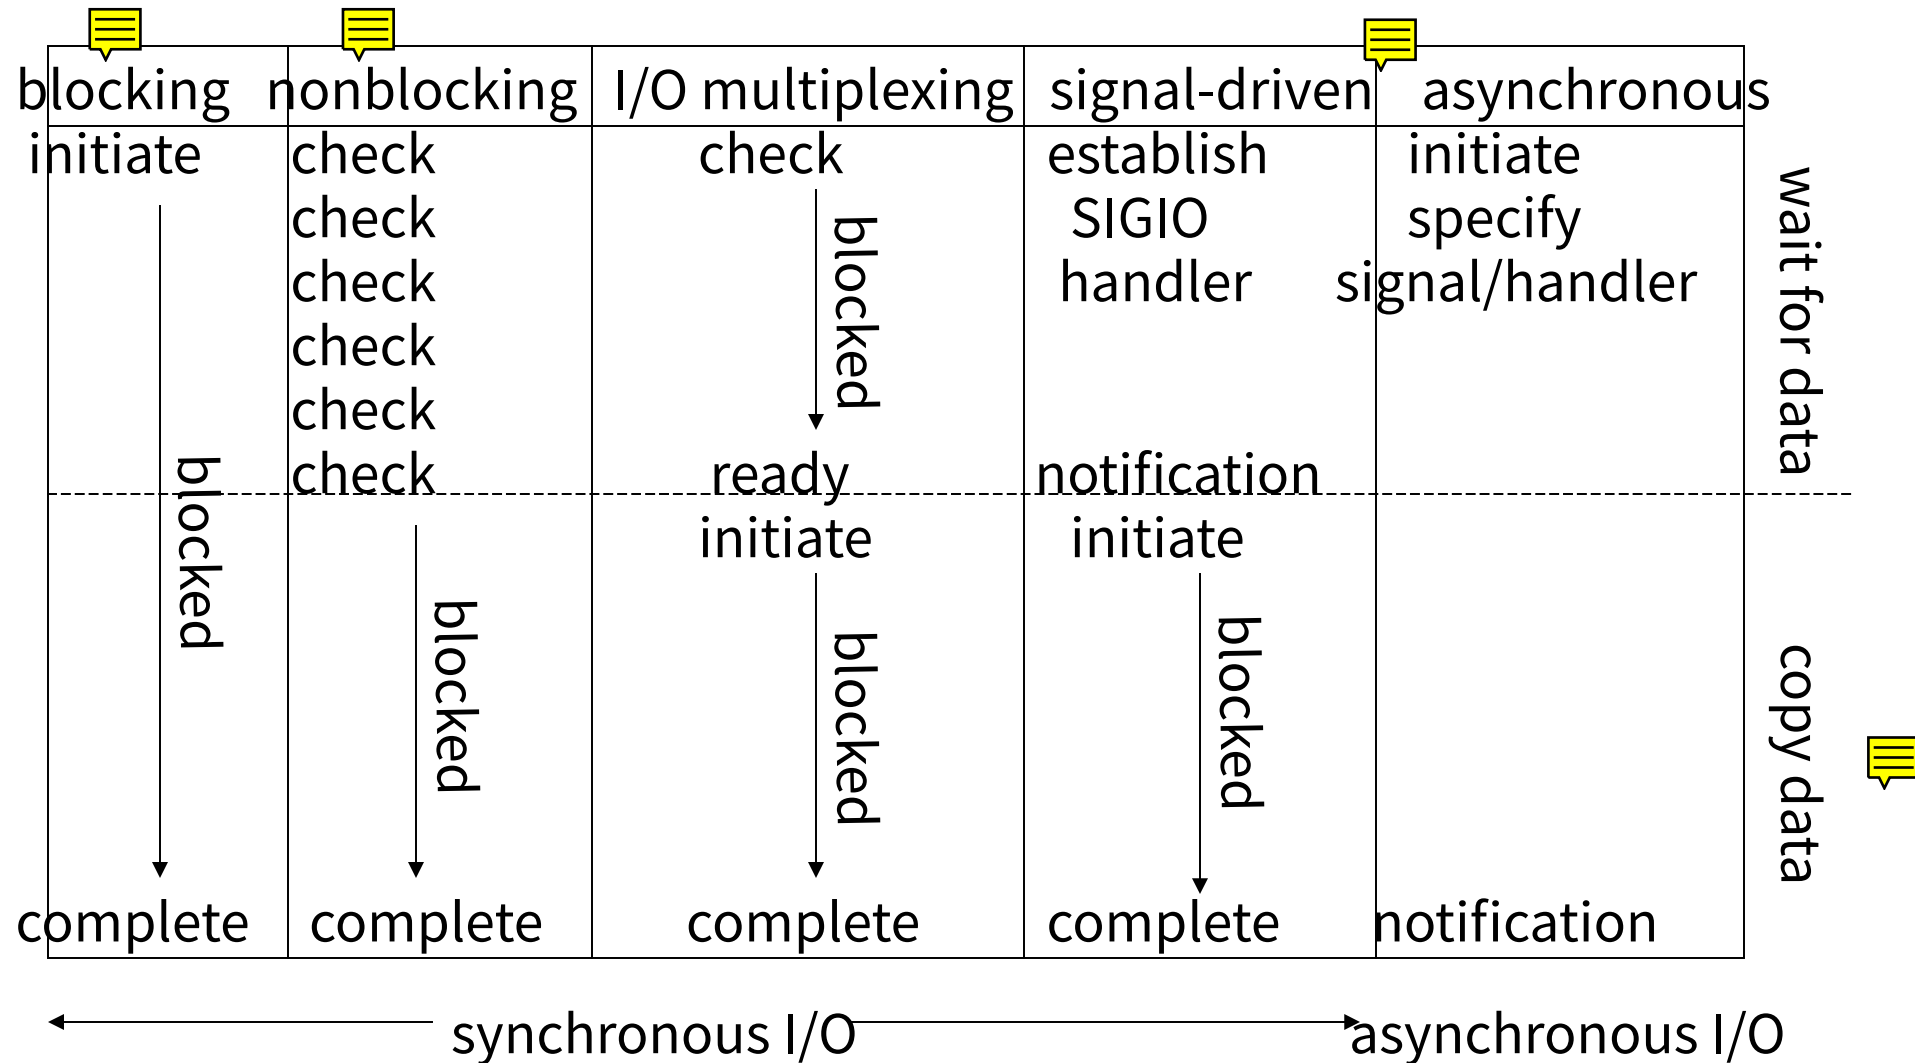 blocking
nonblocking
I/O multiplexing
signal-driven
asynchronous
initiate
blocked
complete
check
check
check
check
check
check
blocked
complete
check
blocked
ready
initiate
blocked
complete
establish
SIGIO
handler
notification
initiate
blocked
complete
initiate
specify
signal/handler
notification
wait for data
copy data
synchronous I/O
asynchronous I/O